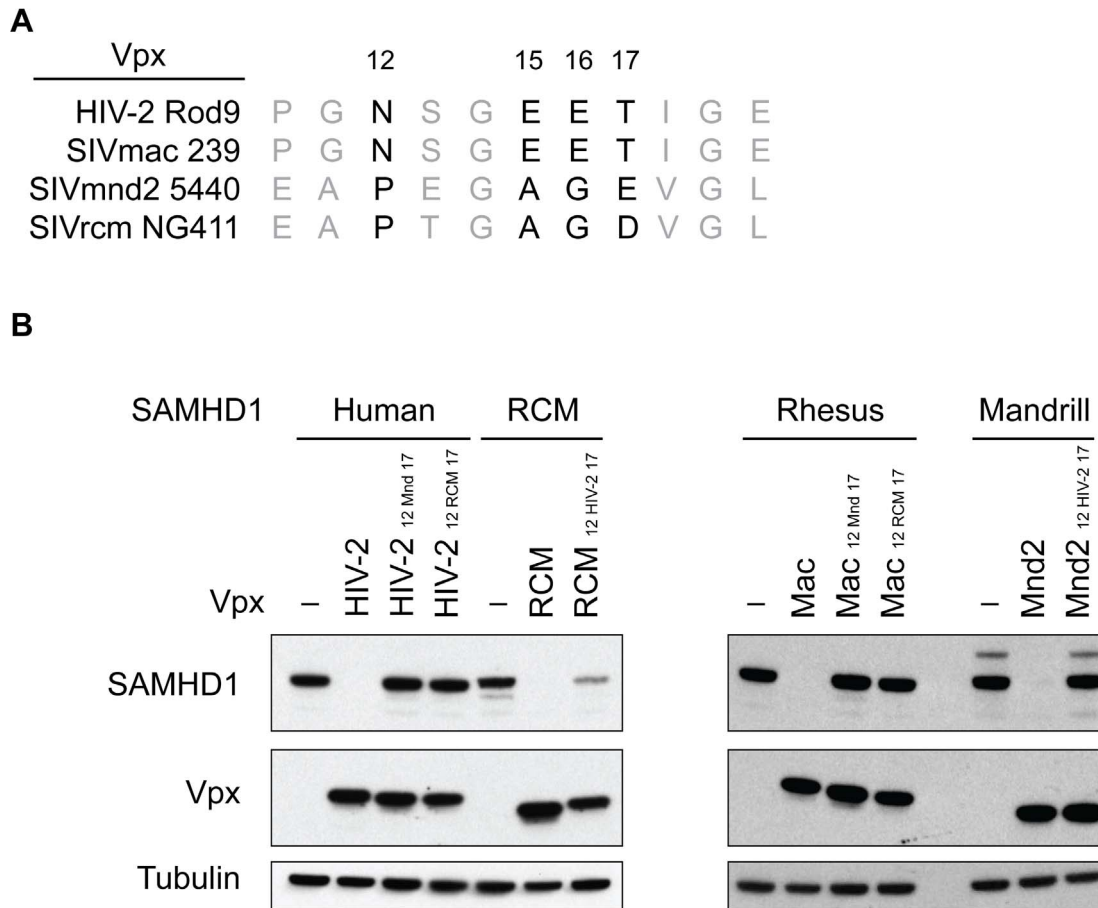 A
Vpx 12 15 16 17
HIV-2 Rod9 P G N S G E E T I G E
SIVmac 239 P G N S G E E T I G E
SIVmnd2 5440 E A P E G A G E V G L
SIVrcm NG411 E A P T G A G D V G L
B
SAMHD1 Human RCM Rhesus Mandrill
Vpx – HIV-2 HIV-2 12 Mnd 17 HIV-2 12 RCM 17 – RCM RCM 12 HIV-2 17 – Mac Mac 12 Mnd 17 Mac 12 RCM 17 – Mnd2 Mnd2 12 HIV-2 17
SAMHD1
Vpx
Tubulin